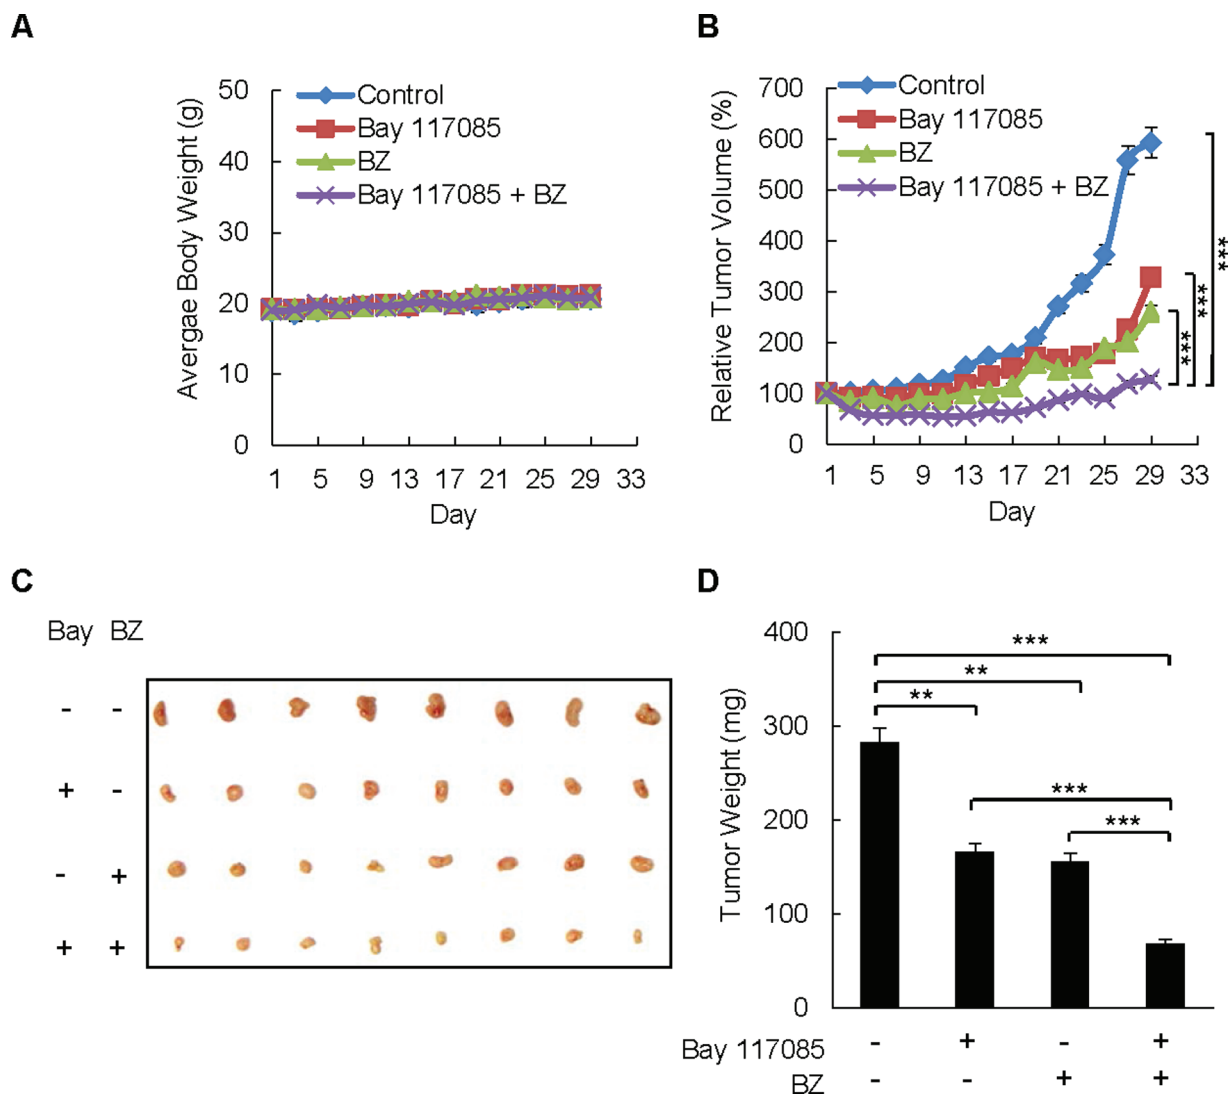 A
Avergae Body Weight (g)
50
40
30
20
10
0
Control
Bay 117085
BZ
Bay 117085 + BZ
1 5 9 13 17 21 25 29 33
Day
B
Relative Tumor Volume (%)
700
600
500
400
300
200
100
0
Control
Bay 117085
BZ
Bay 117085 + BZ
***
***
***
1 5 9 13 17 21 25 29 33
Day
C
Bay BZ
- -
+ -
- +
+ +
D
Tumor Weight (mg)
400
300
200
100
0
***
**
**
***
***
Bay 117085 - + - +
BZ - - + +